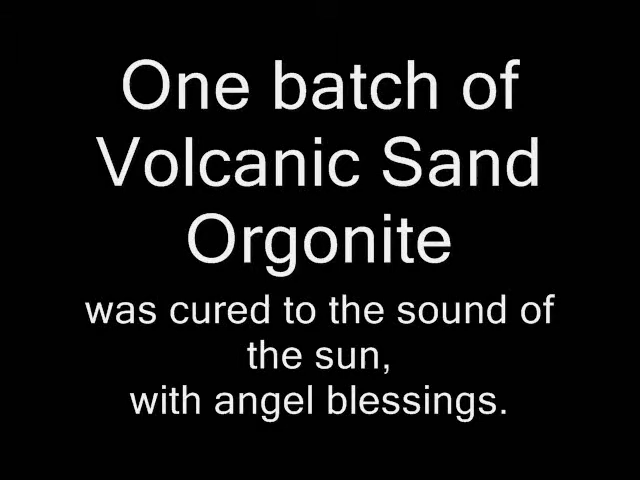 One batch of
Volcanic Sand
Orgonite
was cured to the sound of
the sun,
with angel blessings.